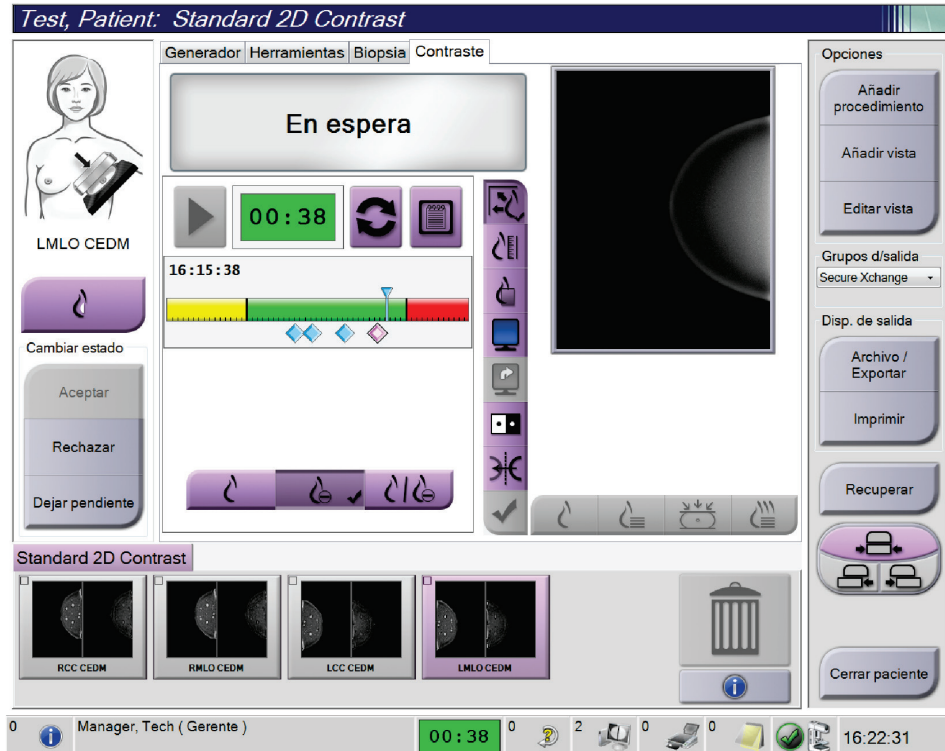 Test, Patient: Standard 2D Contrast
Generador Herramientas Biopsia Contraste
En espera
00:38
16:15:38
LMLO CEDM
Cambiar estado
Aceptar
Rechazar
Dejar pendiente
Opciones
Añadir
procedimiento
Añadir vista
Editar vista
Grupos d/salida
Secure Xchange
Disp. de salida
Archivo /
Exportar
Imprimir
Recuperar
Cerrar paciente
Standard 2D Contrast
RCC CEDM
RMLO CEDM
LCC CEDM
LMLO CEDM
0
Manager, Tech ( Gerente )
00:38
0
2
0
0
16:22:31